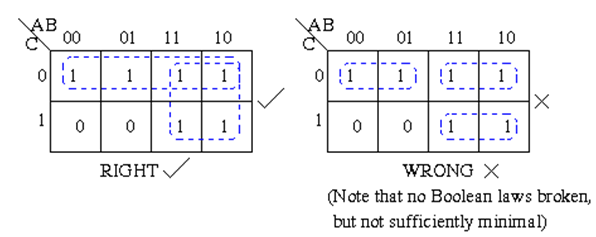 AB AB
C 00 01 11 10 C 00 01 11 10
0 1 1 1 1 0 1 1 1 1
1 0 0 1 1 1 0 0 1 1
RIGHT WRONG
(Note that no Boolean laws broken,
but not sufficiently minimal)